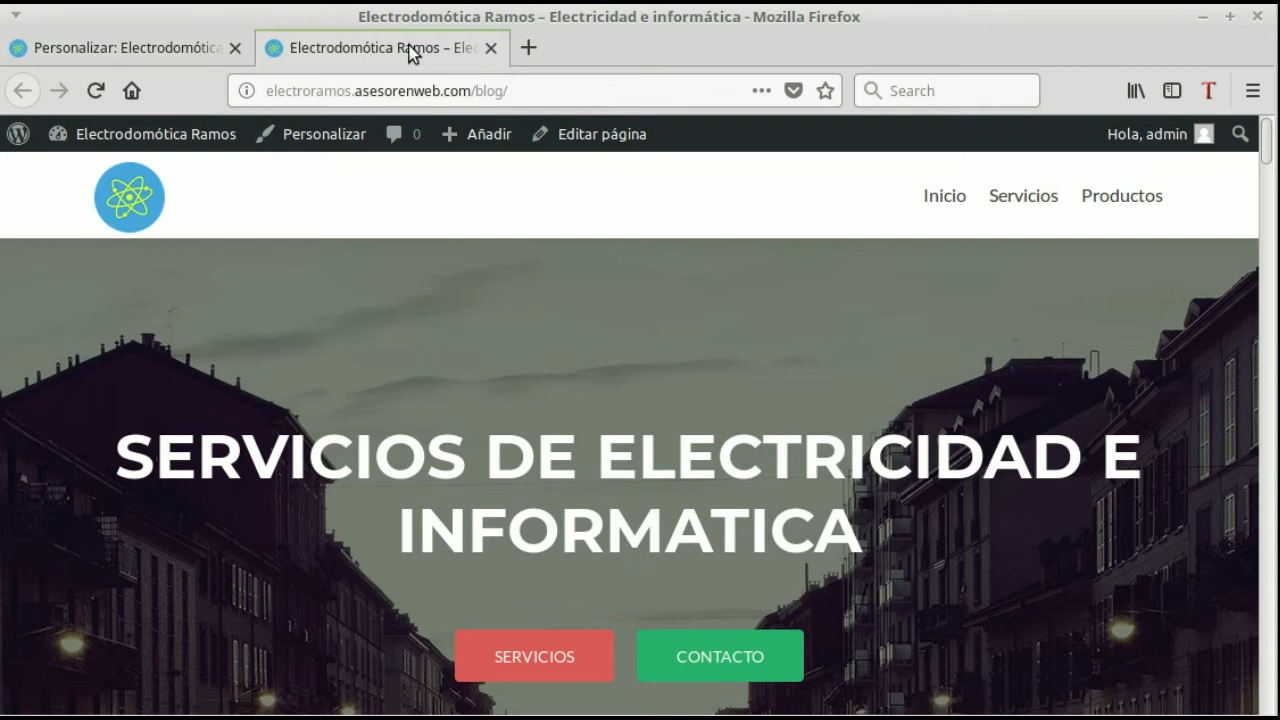 Electrodomótica Ramos – Electricidad e informática - Mozilla Firefox
Personalizar: Electrodomótica
Electrodomótica Ramos – Elec
electroramos.asesorenweb.com/blog/
Search
T
Electrodomótica Ramos Personalizar 0 Añadir Editar página Hola, admin
Inicio Servicios Productos
SERVICIOS DE ELECTRICIDAD E
INFORMATICA
SERVICIOS CONTACTO